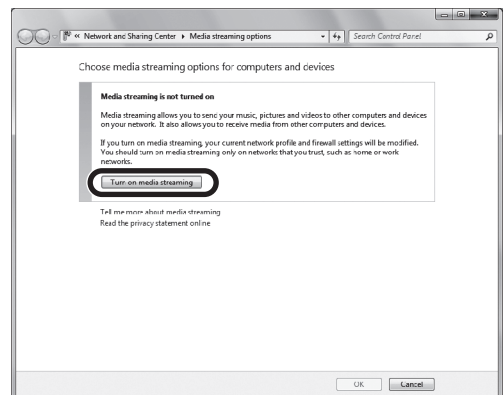 « Network and Sharing Center ▸ Media streaming options
Search Control Panel
Choose media streaming options for computers and devices
Media streaming is not turned on
Media streaming allows you to send your music, pictures and videos to other computers and devices
on your network. It also allows you to receive media from other computers and devices.
If you turn on media streaming, your current network profile and firewall settings will be modified.
You should turn on media streaming only on networks that you trust, such as home or work
networks.
Turn on media streaming
Tell me more about media streaming
Read the privacy statement online
OK
Cancel